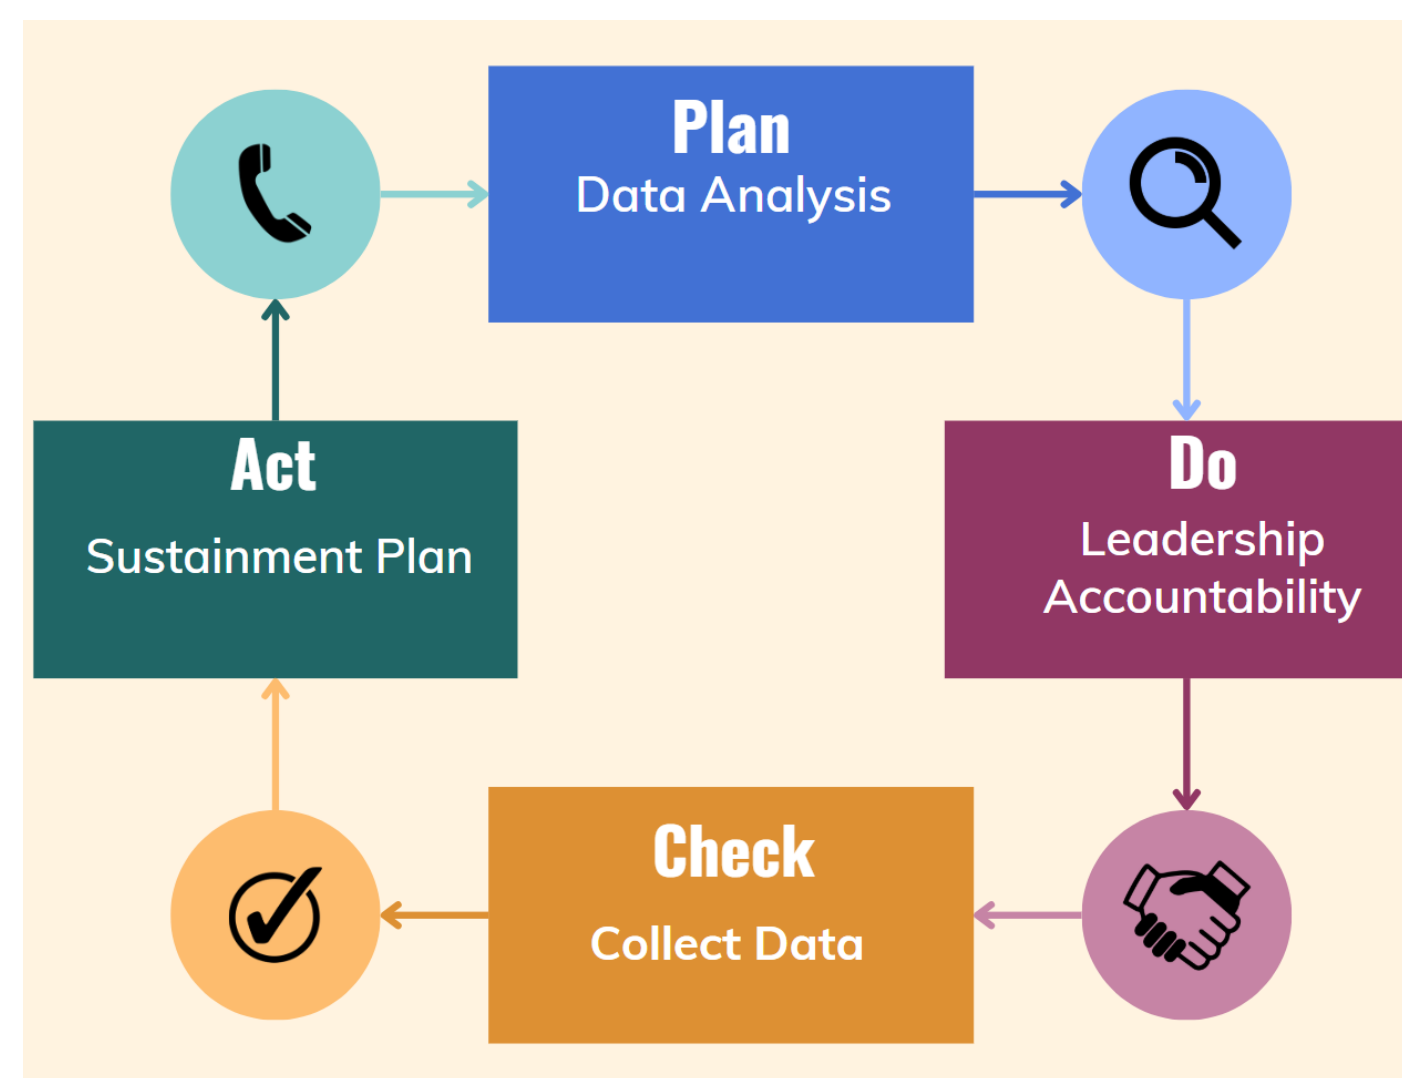 Plan
Data Analysis
Act
Sustainment Plan
Do
Leadership
Accountability
Check
Collect Data